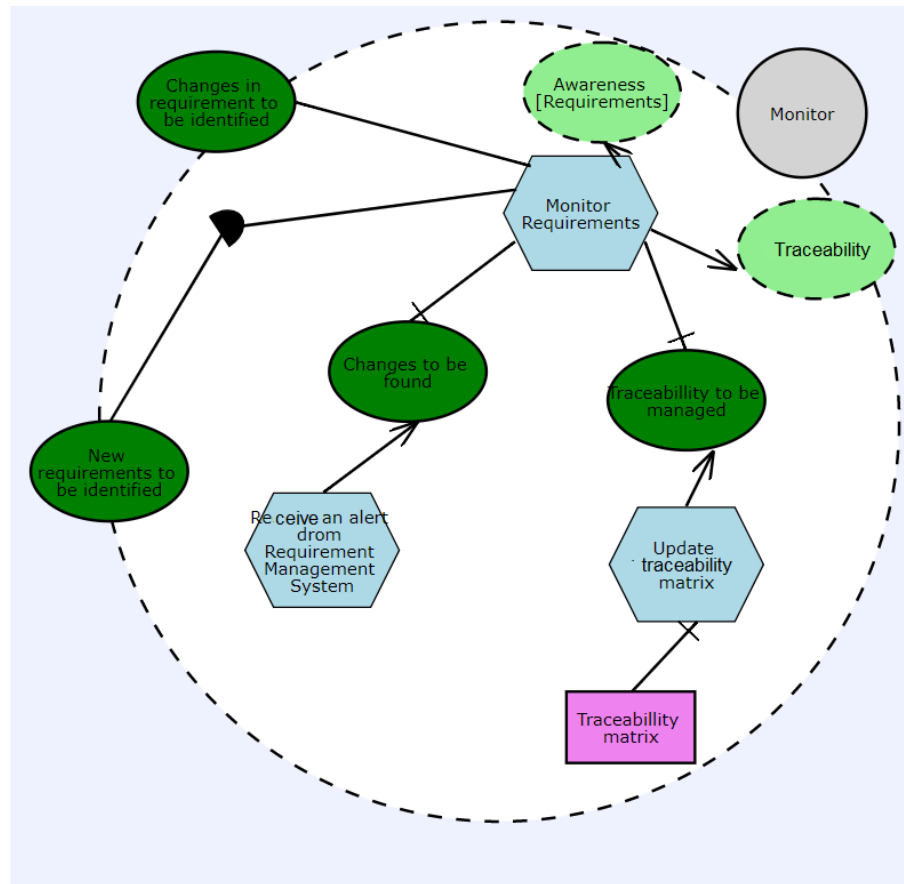 Changes in
requirement to
be identified
Awareness
[Requirements]
Monitor
Monitor
Requirements
Traceability
Changes to be
found
Traceabillity to be
managed
New
requirements to
be identified
Receive an alert
drom
Requirement
Management
System
Update
traceability
matrix
Traceabillity
matrix